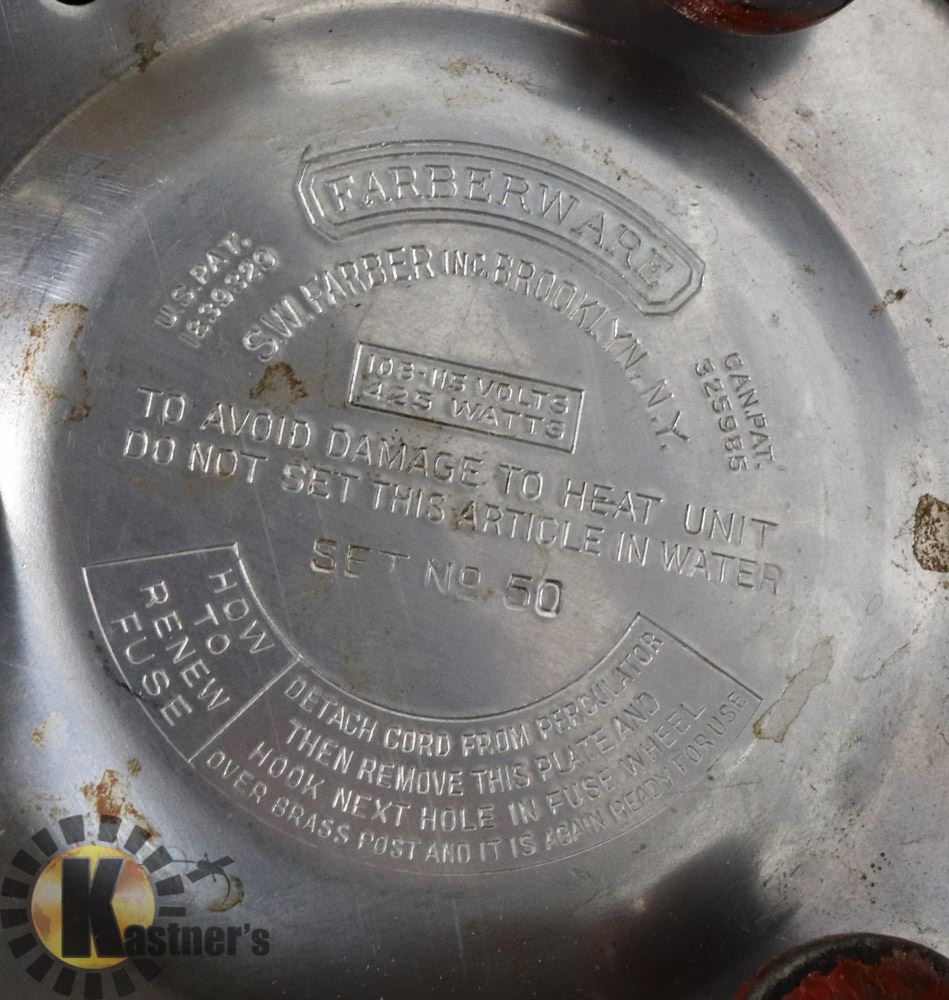 FARBERWARE
S.W. FARBER INC. BROOKLYN, N.Y.
U.S. PAT.
CAN. PAT.
325985
108-115 VOLTS
425 WATTS
TO AVOID DAMAGE TO HEAT UNIT
DO NOT SET THIS ARTICLE IN WATER
SET NO. 50
HOW
TO
RENEW
FUSE
DETACH CORD FROM PERCULATOR
THEN REMOVE THIS PLATE AND
HOOK NEXT HOLE IN FUSE WHEEL
OVER BRASS POST AND IT IS AGAIN READY FOR USE
Kastner's